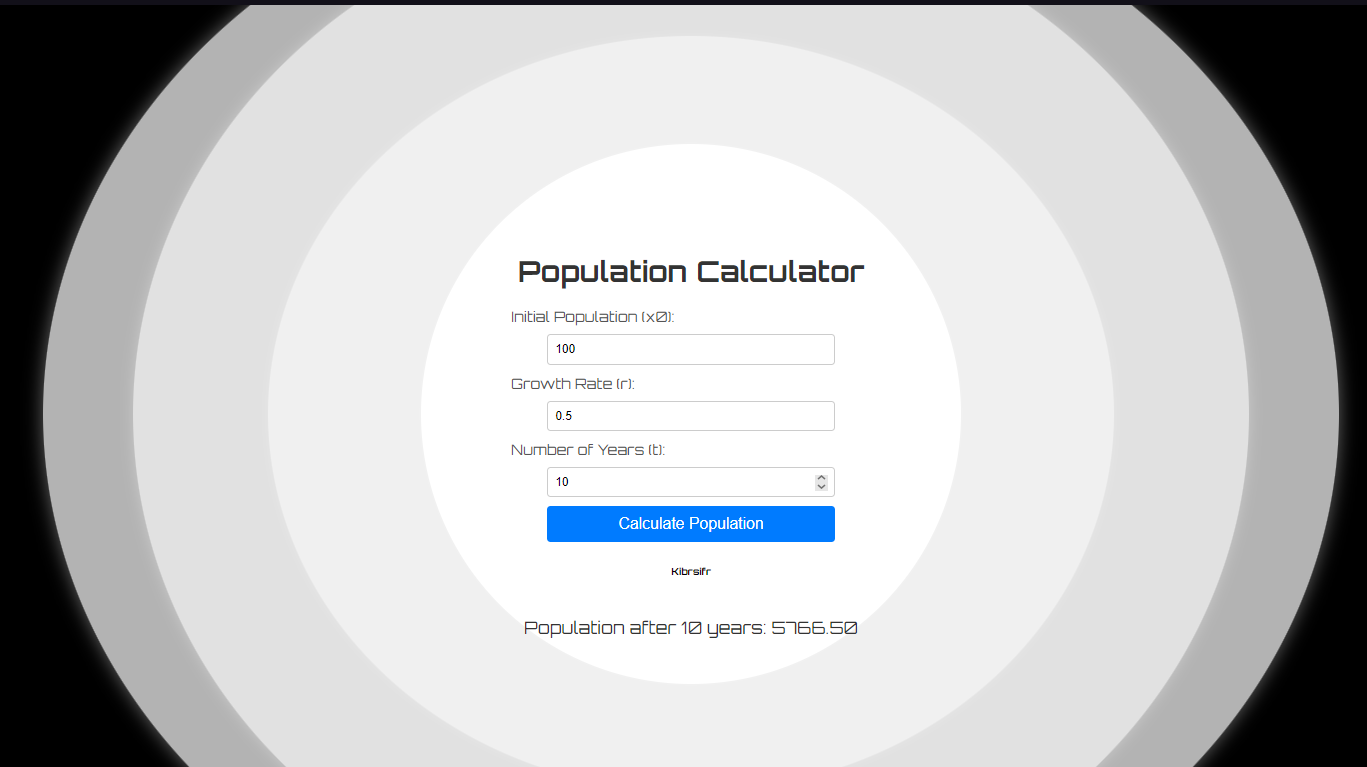 Population Calculator
Initial Population (x0):
100
Growth Rate (r):
0.5
Number of Years (t):
10
Calculate Population
Kibrsifr
Population after 10 years: 5766.50